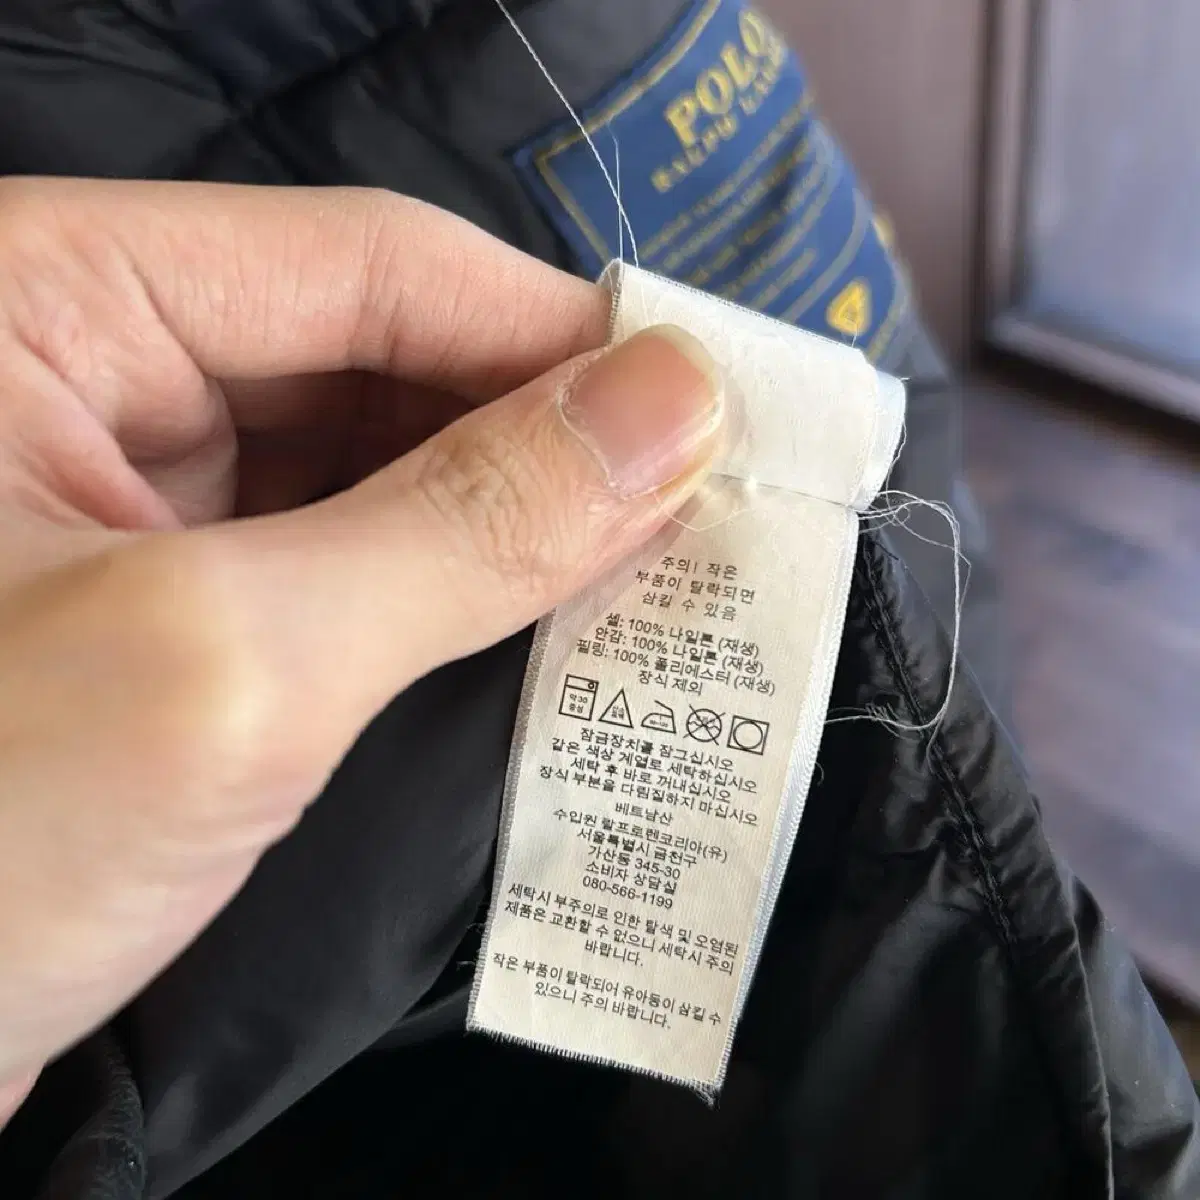 POLO
RALPH LAUREN
주의! 작은
부품이 탈락되면
삼킬 수 있음
셸: 100% 나일론 (재생)
안감: 100% 나일론 (재생)
필링: 100% 폴리에스터 (재생)
장식 제외
약 30
중성
잠금장치를 잠그십시오
같은 색상 계열로 세탁하십시오
세탁 후 바로 꺼내십시오
장식 부분을 다림질하지 마십시오
베트남산
수입원 랄프로렌코리아(유)
서울특별시 금천구
가산동 345-30
소비자 상담실
080-566-1199
세탁시 부주의로 인한 탈색 및 오염된
제품은 교환할 수 없으니 세탁시 주의
바랍니다.
작은 부품이 탈락되어 유아동이 삼킬 수
있으니 주의 바랍니다.